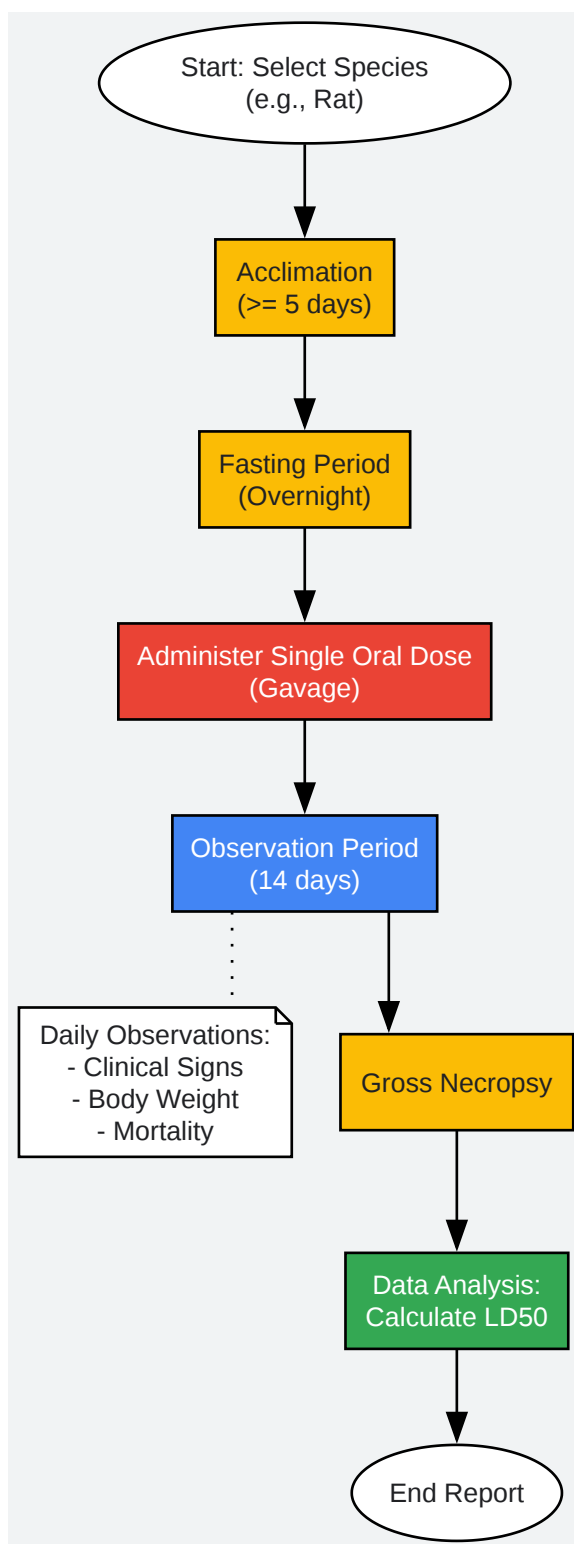 Start: Select Species
(e.g., Rat)
Acclimation
(>= 5 days)
Fasting Period
(Overnight)
Administer Single Oral Dose
(Gavage)
Observation Period
(14 days)
Daily Observations:
- Clinical Signs
- Body Weight
- Mortality
Gross Necropsy
Data Analysis:
Calculate LD50
End Report